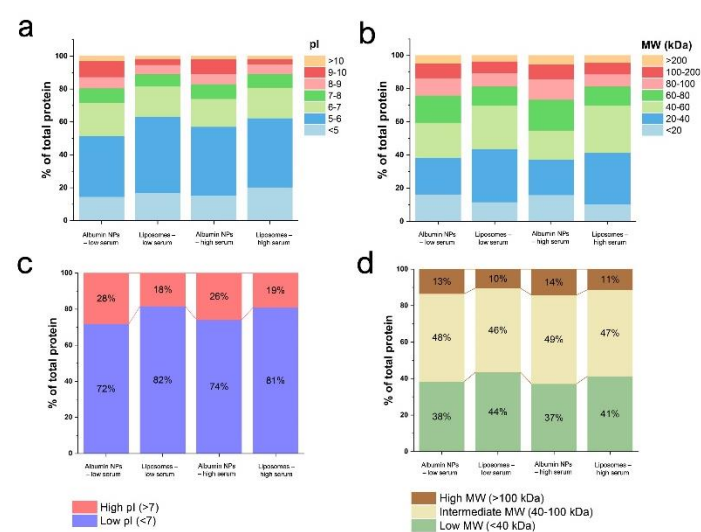 a
pI
>10
9-10
8-9
7-8
6-7
5-6
<5
% of total protein
100
80
60
40
20
0
Albumin NPs
– low serum
Liposomes –
low serum
Albumin NPs
– high serum
Liposomes –
high serum
b
MW (kDa)
>200
100-200
80-100
60-80
40-60
20-40
<20
% of total protein
100
80
60
40
20
0
Albumin NPs
– low serum
Liposomes –
low serum
Albumin NPs
– high serum
Liposomes –
high serum
c
% of total protein
100
80
60
40
20
0
28%
18%
26%
19%
72%
82%
74%
81%
Albumin NPs
– low serum
Liposomes –
low serum
Albumin NPs
– high serum
Liposomes –
high serum
High pI (>7)
Low pI (<7)
d
% of total protein
100
80
60
40
20
0
13%
10%
14%
11%
48%
46%
49%
47%
38%
44%
37%
41%
Albumin NPs
– low serum
Liposomes –
low serum
Albumin NPs
– high serum
Liposomes –
high serum
High MW (>100 kDa)
Intermediate MW (40-100 kDa)
Low MW (<40 kDa)